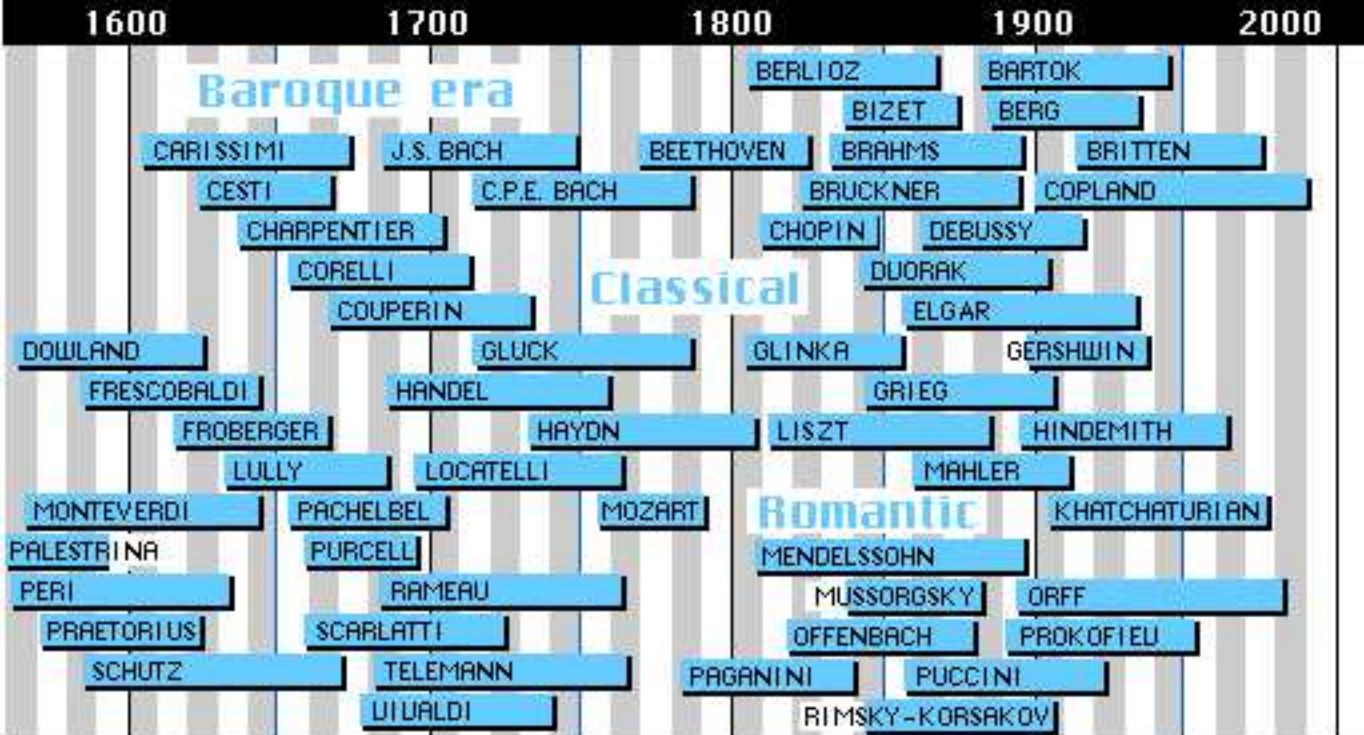 1600 1700 1800 1900 2000
BERLIOZ BARTOK
Baroque era
BIZET BERG
CARISSIMI J.S. BACH BEETHOVEN BRAHMS BRITTEN
CESTI C.P.E. BACH BRUCKNER COPLAND
CHARPENTIER CHOPIN DEBUSSY
CORELLI DVORAK
Classical
COUPERIN ELGAR
DOWLAND GLUCK GLINKA GERSHWIN
FRESCOBALDI HANDEL GRIEG
FROBERGER HAYDN LISZT HINDEMITH
LULLY LOCATELLI MAHLER
MONTEVERDI PACHELBEL MOZART Romantic KHATCHATURIAN
PALESTRINA PURCELL MENDELSSOHN
PERI RAMEAU MUSSORGSKY ORFF
PRAETORIUS SCARLATTI OFFENBACH PROKOFIEV
SCHUTZ TELEMANN PAGANINI PUCCINI
VIVALDI RIMSKY-KORSAKOV